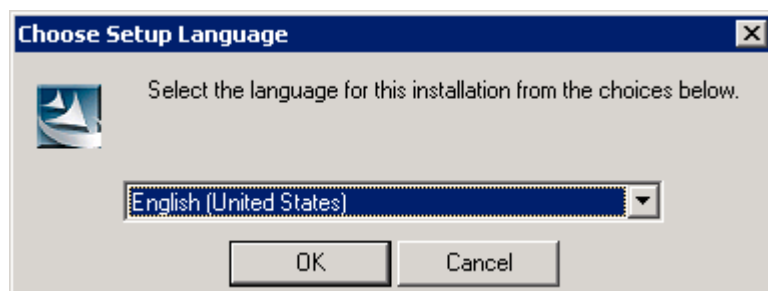 Choose Setup Language
Select the language for this installation from the choices below.
English (United States)
OK
Cancel